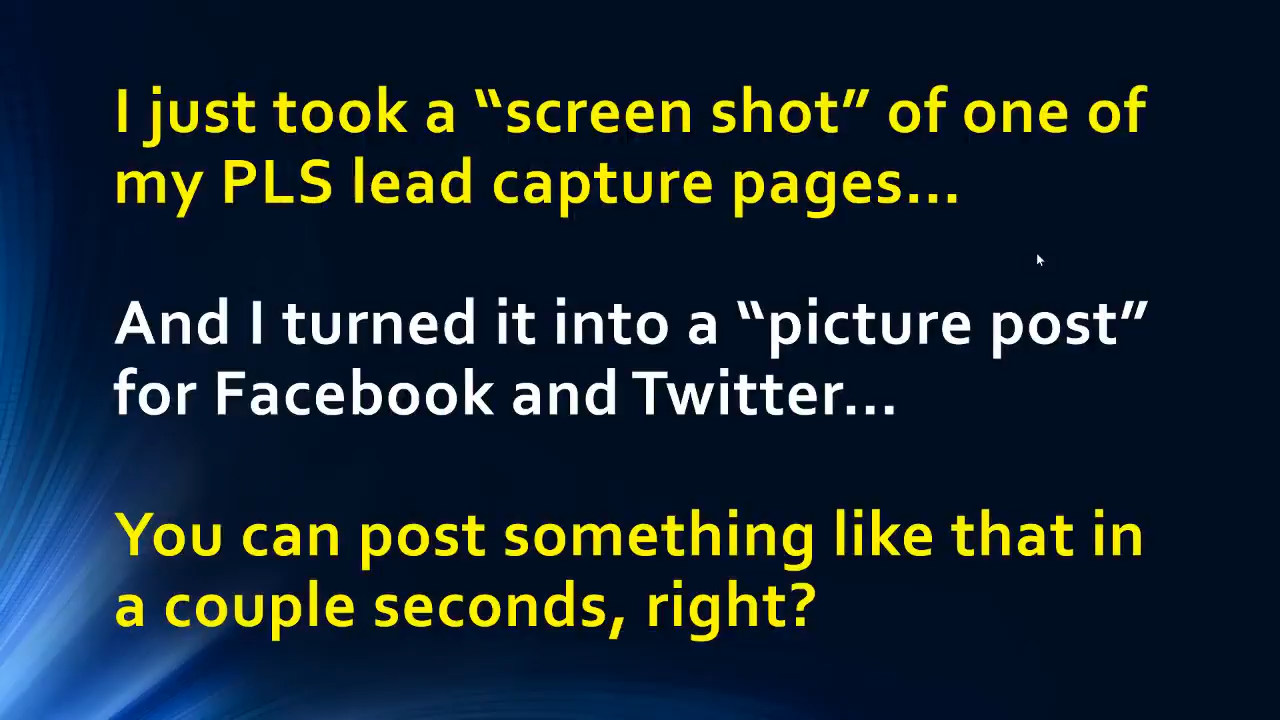 I just took a “screen shot” of one of
my PLS lead capture pages...
And I turned it into a “picture post”
for Facebook and Twitter...
You can post something like that in
a couple seconds, right?